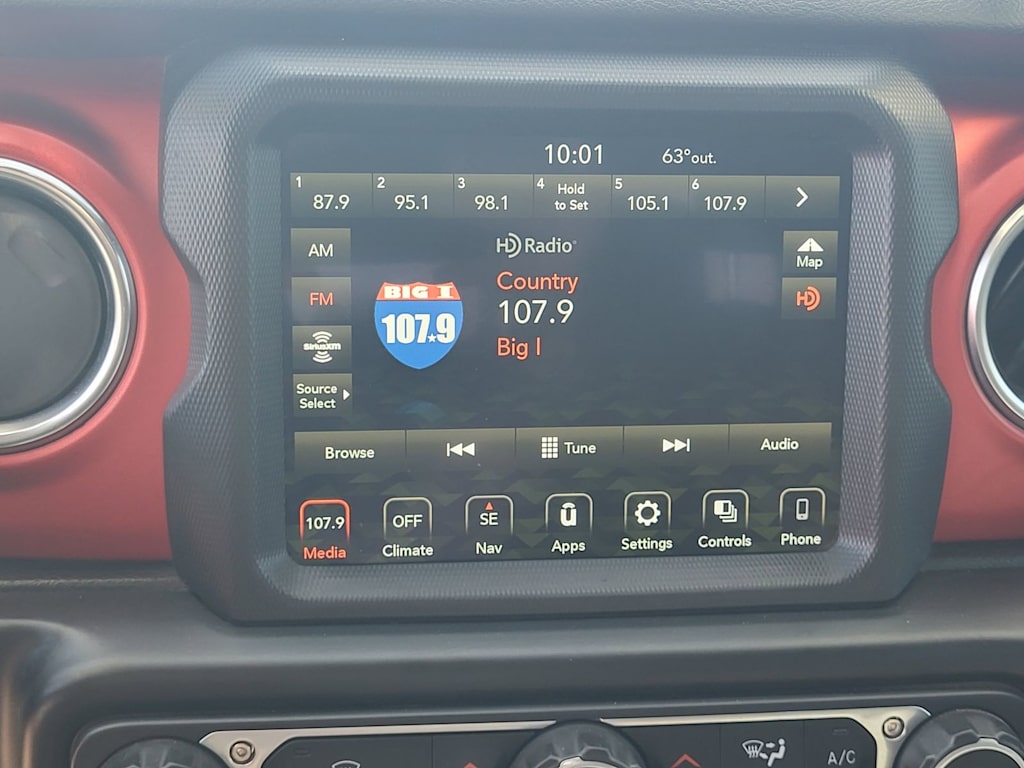 10:01 63°out.
1 87.9 2 95.1 3 98.1 4 Hold to Set 5 105.1 6 107.9
AM
FM
SiriusXM
Source
Select
BIG I
107.9
HD Radio
Country
107.9
Big I
Map
HD
Browse Tune Audio
107.9 OFF SE
Media Climate Nav Apps Settings Controls Phone
A/C